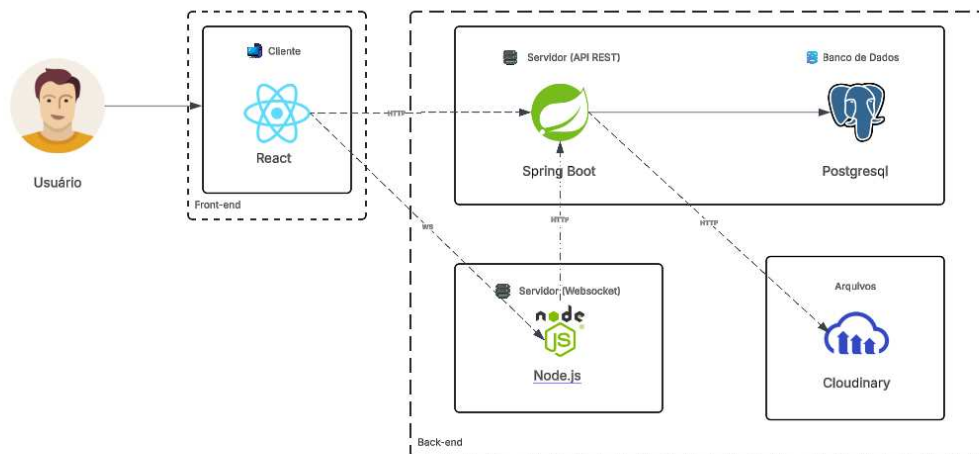 Usuário
Cliente
React
Front-end
HTTP
WS
Servidor (API REST)
Spring Boot
Banco de Dados
Postgresql
HTTP
HTTP
Servidor (Websocket)
node
JS
Node.js
Arquivos
Cloudinary
Back-end